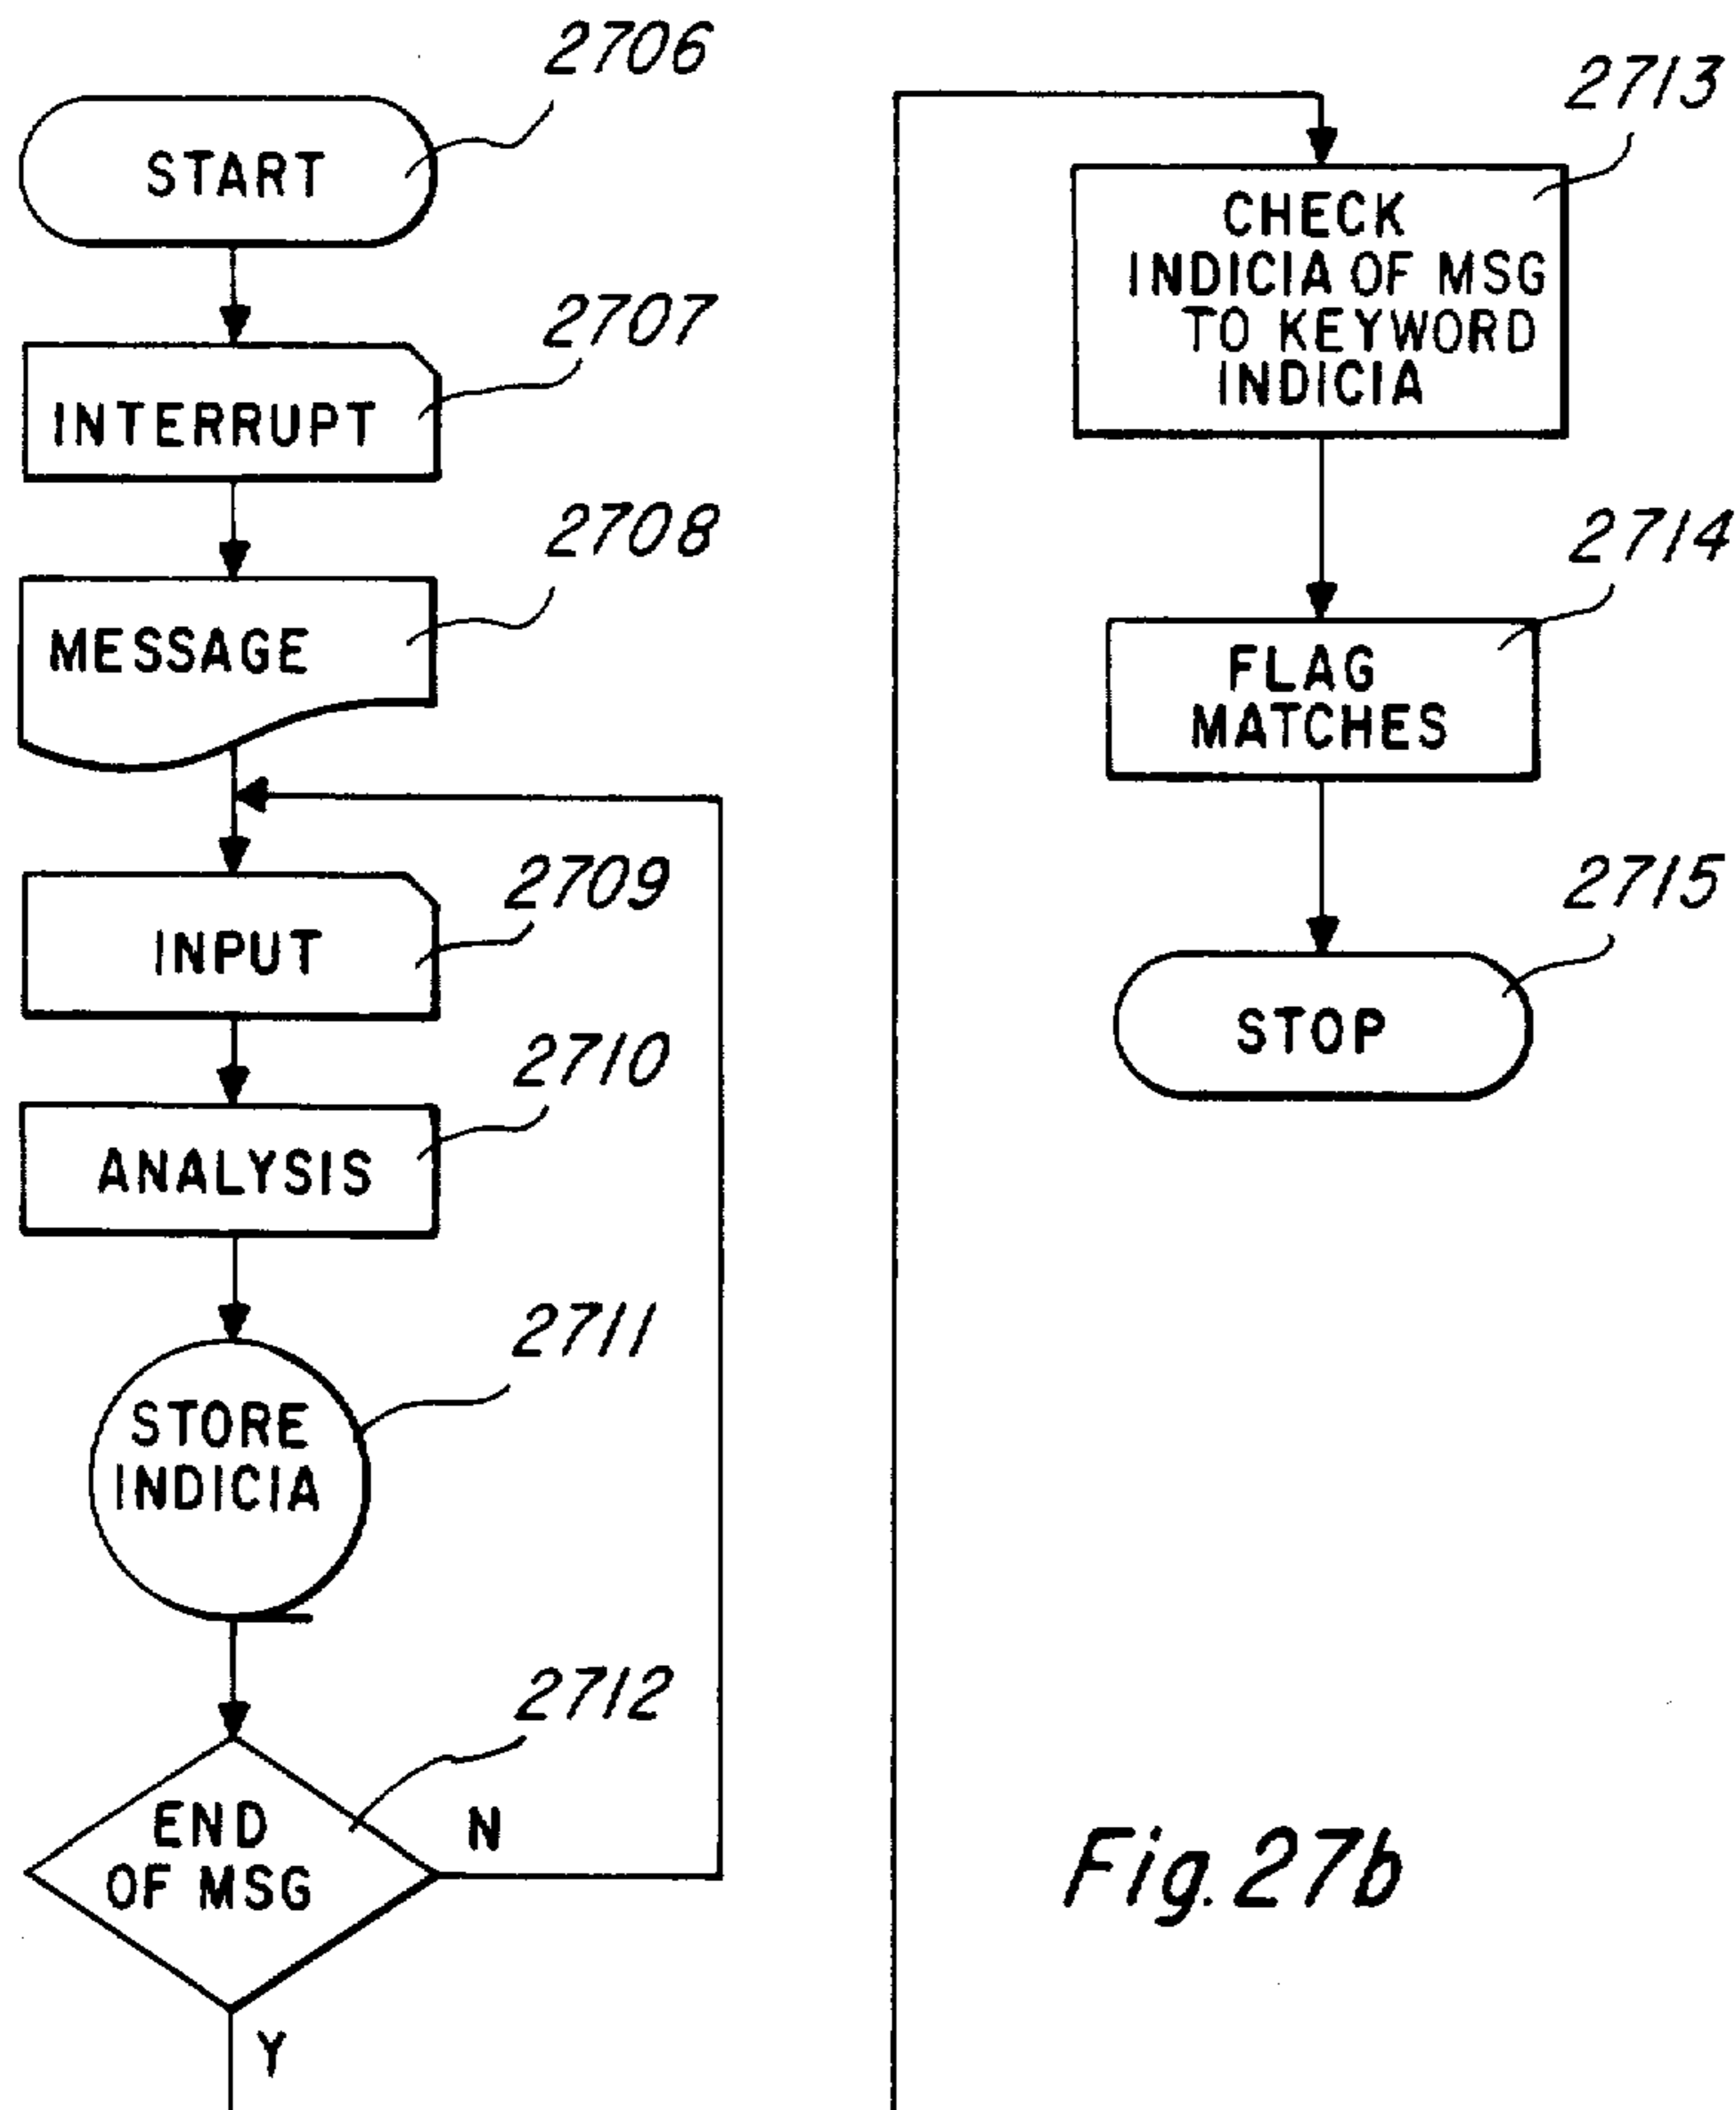 2706
START
2707
INTERRUPT
2708
MESSAGE
2709
INPUT
2710
ANALYSIS
2711
STORE
INDICIA
2712
END
OF MSG
N
Y
2713
CHECK
INDICIA OF MSG
TO KEYWORD
INDICIA
2714
FLAG
MATCHES
2715
STOP
Fig. 27b